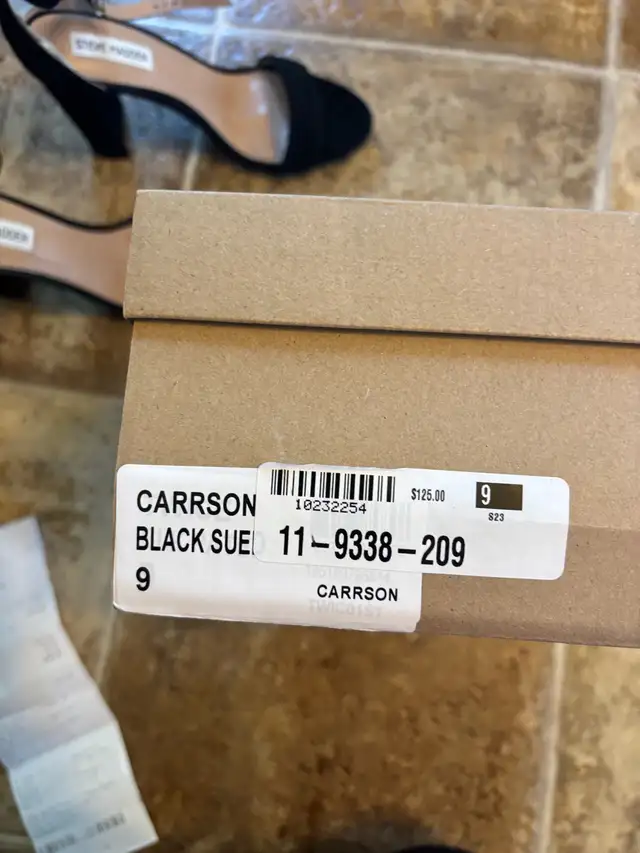 STEVE MADDEN
CARRSON
BLACK SUE
9
10232254
$125.00
9
S23
11-9338-209
CARRSON